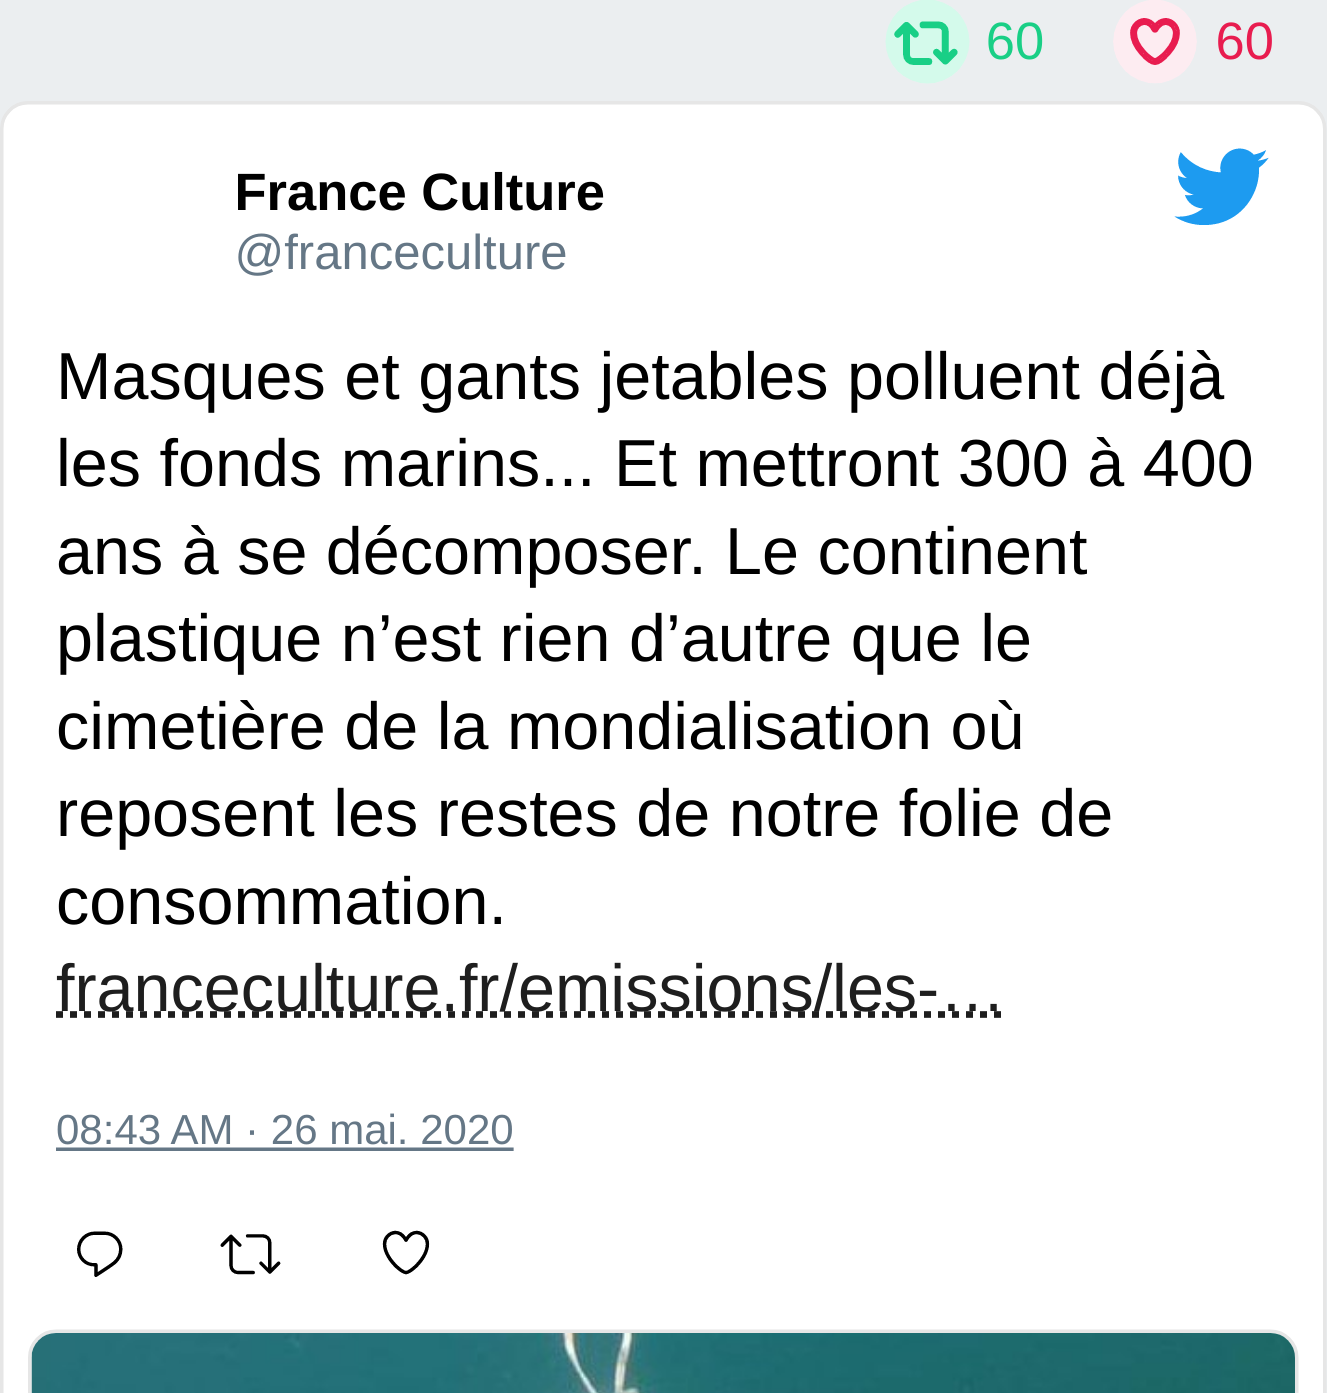 60 60
France Culture
@franceculture
Masques et gants jetables polluent déjà
les fonds marins... Et mettront 300 à 400
ans à se décomposer. Le continent
plastique n’est rien d’autre que le
cimetière de la mondialisation où
reposent les restes de notre folie de
consommation.
franceculture.fr/emissions/les-…
08:43 AM · 26 mai. 2020